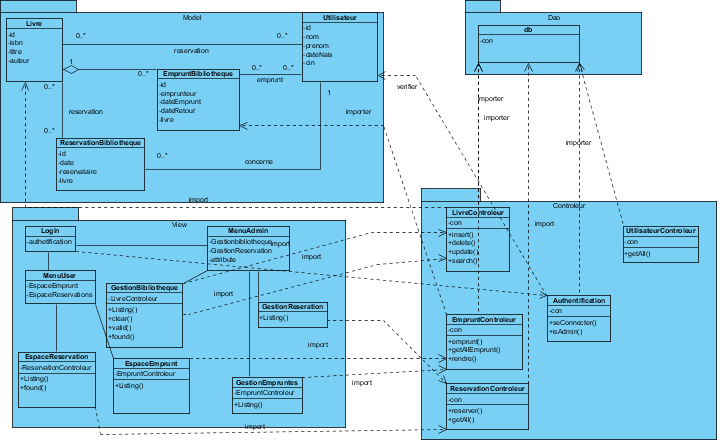 Model
Livre
-id
-isbn
-titre
-auteur
0..*
0..*
reservation
Utilisateur
-id
-nom
-prenom
-dateNais
-cin
1
0..*
EmpruntBibliotheque
-id
-emprunteur
-dateEmprunt
-dateRetour
-livre
0..*
0..*
emprunt
1
importer
0..*
reservation
0..*
ReservationBibliotheque
-id
-date
-reservataire
-livre
0..*
concerne
import
verifier
Dao
db
-con
importer
importer
importer
View
Login
-authetification
MenuAdmin
-Gestionbibliotheque
-GestionReservation
-attribute
import
import
MenuUser
-EspaceEmprunt
-EspaceReservations
GestionBibliotheque
-LivreControleur
+Listing()
+clear()
+valid()
+found()
import
GestionReseration
+Listing()
import
EspaceReservation
-ReservationControleur
+Listing()
+found()
EspaceEmprunt
-EmpruntControleur
+Listing()
GestionEmpruntes
-EmpruntControleur
+Listing()
import
import
Controleur
LivreControleur
-con
+insert()
+delete()
+update()
+search()
import
UtilisateurControleur
-con
+getAll()
Authentification
-con
+seConnecter()
+isAdmin()
EmpruntControleur
-con
+emprunt()
+getAllEmprunt()
+rendre()
ReservationControleur
-con
+reserver()
+getAll()